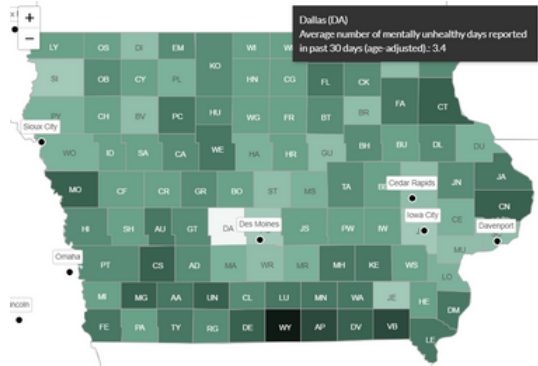 +
−
Dallas (DA)
Average number of mentally unhealthy days reported
in past 30 days (age-adjusted).: 3.4
LY OS DI EM WI
KO
SI OB CY PL HN CG FL CK
FA CT
PY CH BV PC HU WG FR BT BR
Sioux City
WO ID SA CA WE HA HR GU BH BU DL DU
MO CF CR GR BO ST MS TA JN JA
Cedar Rapids
CN
HI SH AU GT DA Des Moines JS PW IW Iowa City CE Davenport
MU
Omaha
PT CS AD MA WR MR MH KE WS LO
MI MG AA UN CL LU MN WA JE HE
DM
FE PA TY RG DE WY AP DV VB
LE